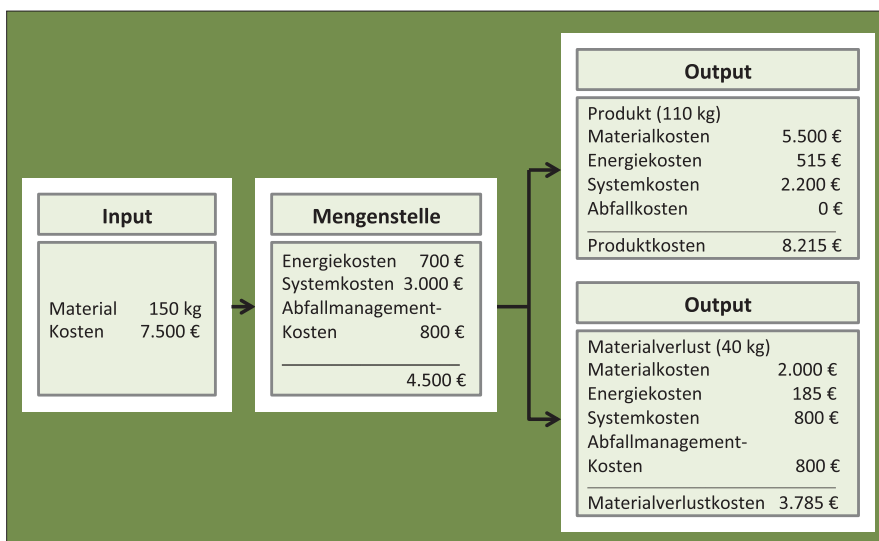 Input
Material 150 kg
Kosten 7.500 €
Mengenstelle
Energiekosten 700 €
Systemkosten 3.000 €
Abfallmanagement-
Kosten 800 €
4.500 €
Output
Produkt (110 kg)
Materialkosten 5.500 €
Energiekosten 515 €
Systemkosten 2.200 €
Abfallkosten 0 €
Produktkosten 8.215 €
Output
Materialverlust (40 kg)
Materialkosten 2.000 €
Energiekosten 185 €
Systemkosten 800 €
Abfallmanagement-
Kosten 800 €
Materialverlustkosten 3.785 €